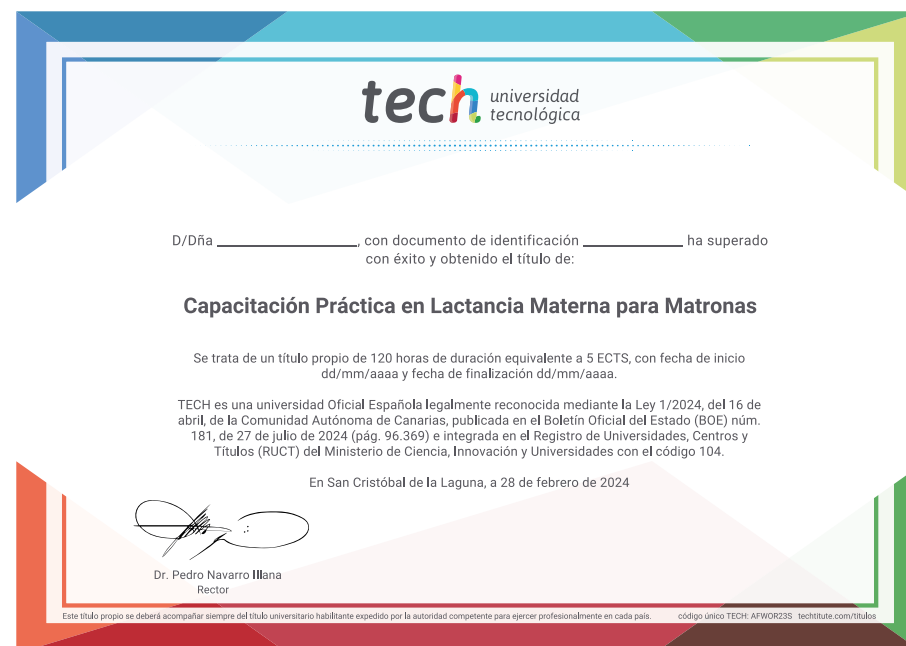 tech universidad
tecnológica
D/Dña ____________________, con documento de identificación ______________ ha superado
con éxito y obtenido el título de:
Capacitación Práctica en Lactancia Materna para Matronas
Se trata de un título propio de 120 horas de duración equivalente a 5 ECTS, con fecha de inicio
dd/mm/aaaa y fecha de finalización dd/mm/aaaa.
TECH es una universidad Oficial Española legalmente reconocida mediante la Ley 1/2024, del 16 de
abril, de la Comunidad Autónoma de Canarias, publicada en el Boletín Oficial del Estado (BOE) núm.
181, de 27 de julio de 2024 (pág. 96.369) e integrada en el Registro de Universidades, Centros y
Títulos (RUCT) del Ministerio de Ciencia, Innovación y Universidades con el código 104.
En San Cristóbal de la Laguna, a 28 de febrero de 2024
Dr. Pedro Navarro Illana
Rector
Este título propio se deberá acompañar siempre del título universitario habilitante expedido por la autoridad competente para ejercer profesionalmente en cada país. código único TECH: AFWOR23S techtitute.com/titulos